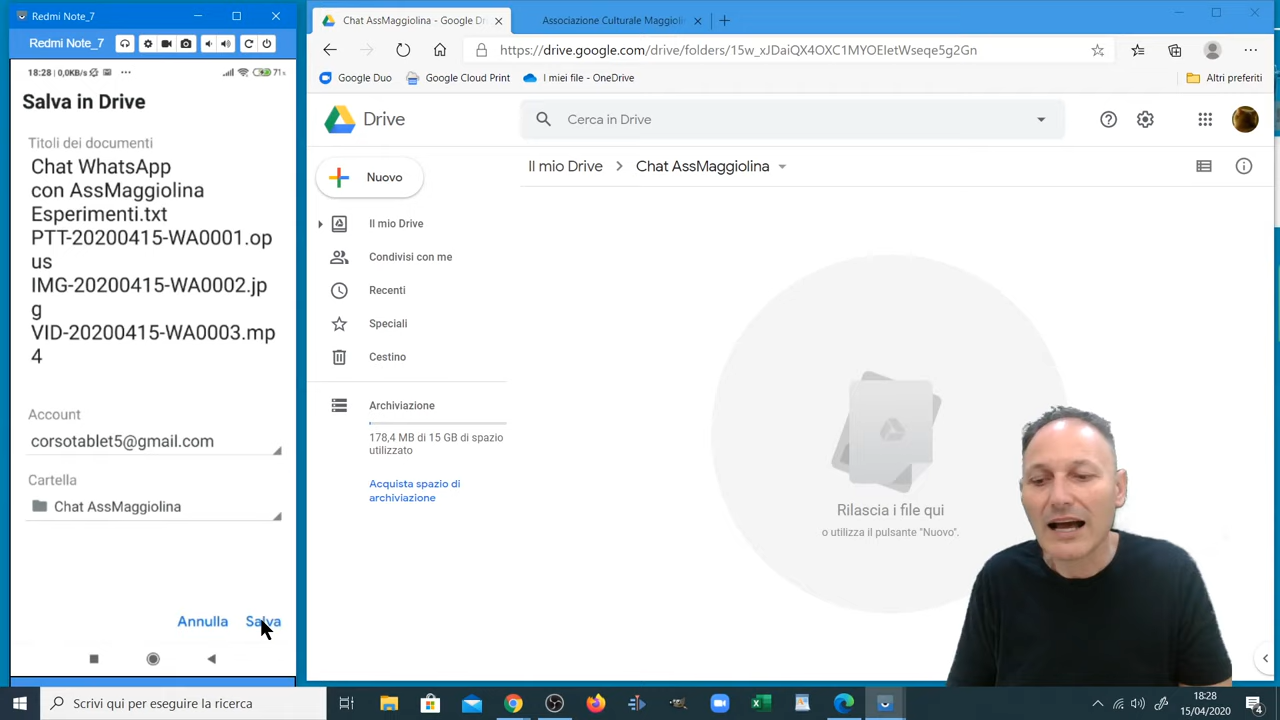 Redmi Note_7
Redmi Note_7
18:28 | 0,0KB/s
71
Salva in Drive
Titoli dei documenti
Chat WhatsApp
con AssMaggiolina
Esperimenti.txt
PTT-20200415-WA0001.op
us
IMG-20200415-WA0002.jp
g
VID-20200415-WA0003.mp
4
Account
corsotablet5@gmail.com
Cartella
Chat AssMaggiolina
Annulla Salva
Chat AssMaggiolina - Google Dr
Associazione Culturale Maggiolin
https://drive.google.com/drive/folders/15w_xJDaiQX4OXC1MYOEIetWseqe5g2Gn
Google Duo
Google Cloud Print
I miei file - OneDrive
Altri preferiti
Drive
Cerca in Drive
Nuovo
Il mio Drive > Chat AssMaggiolina
Il mio Drive
Condivisi con me
Recenti
Speciali
Cestino
Archiviazione
178,4 MB di 15 GB di spazio
utilizzato
Acquista spazio di
archiviazione
Rilascia i file qui
o utilizza il pulsante "Nuovo".
Scrivi qui per eseguire la ricerca
18:28
15/04/2020
4